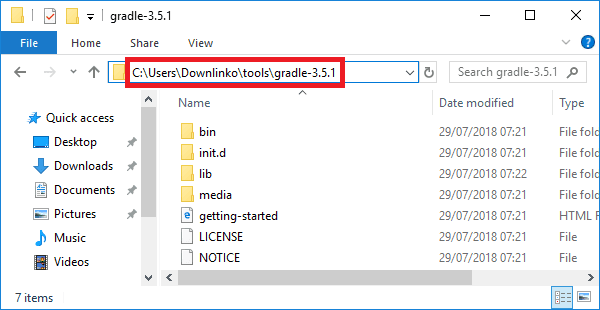 gradle-3.5.1
File Home Share View
C:\Users\Downlinko\tools\gradle-3.5.1
Search gradle-3.5.1
Name Date modified Type
Quick access
Desktop
Downloads
Documents
Pictures
Music
Videos
bin 29/07/2018 07:21 File fold
init.d 29/07/2018 07:21 File fold
lib 29/07/2018 07:22 File fold
media 29/07/2018 07:21 File fold
getting-started 29/07/2018 07:21 HTML F
LICENSE 29/07/2018 07:21 File
NOTICE 29/07/2018 07:21 File
7 items